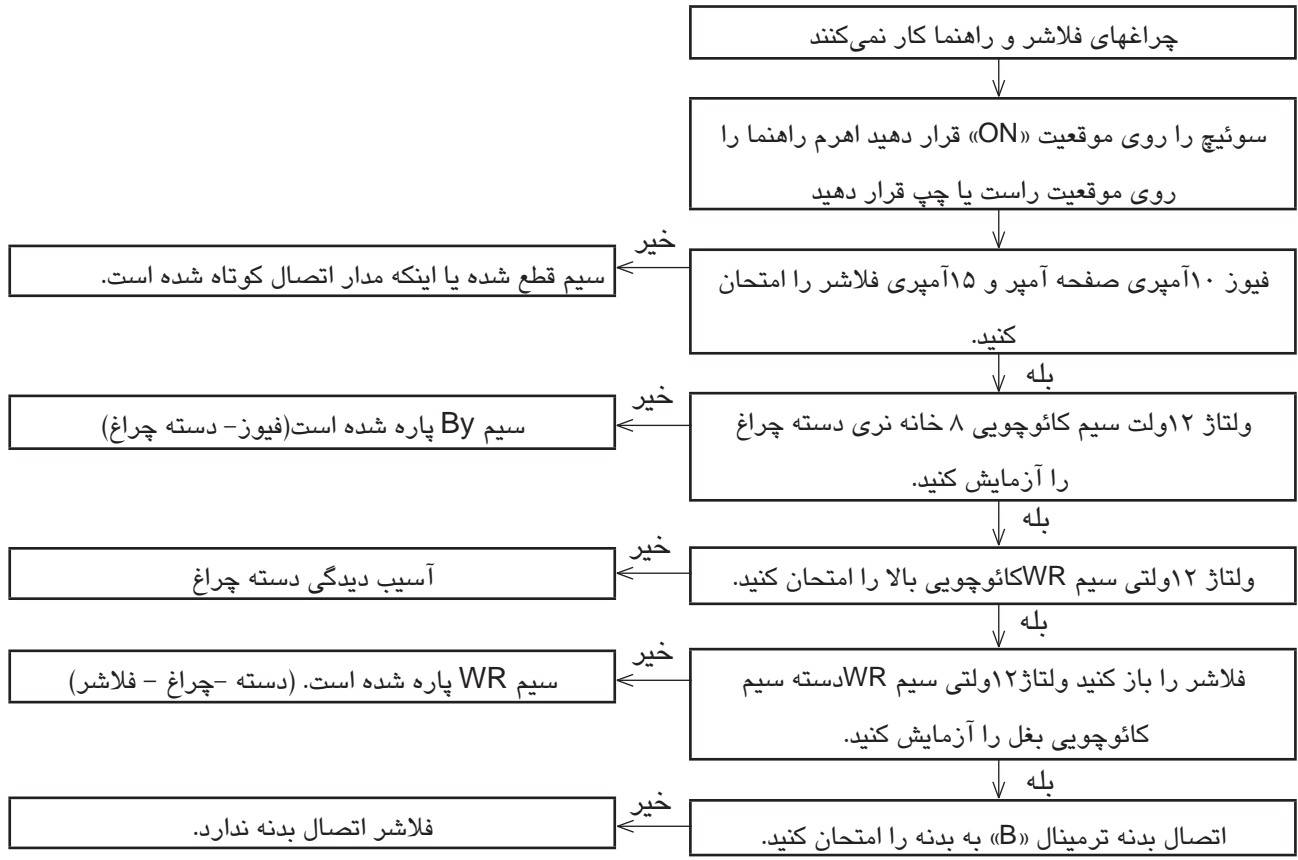 چراغهای فلاشر و راهنما کار نمی‌کنند
سوئیچ را روی موقعیت «ON» قرار دهید اهرم راهنما را
روی موقعیت راست یا چپ قرار دهید
فیوز ۱۰آمپری صفحه آمپر و ۱۵آمپری فلاشر را امتحان
کنید.
خیر
سیم قطع شده یا اینکه مدار اتصال کوتاه شده است.
بله
ولتاژ ۱۲ولت سیم کائوچویی ۸ خانه نری دسته چراغ
را آزمایش کنید.
خیر
سیم By پاره شده است(فیوز- دسته چراغ)
بله
ولتاژ ۱۲ولتی سیم WRکائوچویی بالا را امتحان کنید.
خیر
آسیب دیدگی دسته چراغ
بله
فلاشر را باز کنید ولتاژ۱۲ولتی سیم WRدسته سیم
کائوچویی بغل را آزمایش کنید.
خیر
سیم WR پاره شده است. (دسته -چراغ - فلاشر)
بله
اتصال بدنه ترمینال «B» به بدنه را امتحان کنید.
خیر
فلاشر اتصال بدنه ندارد.